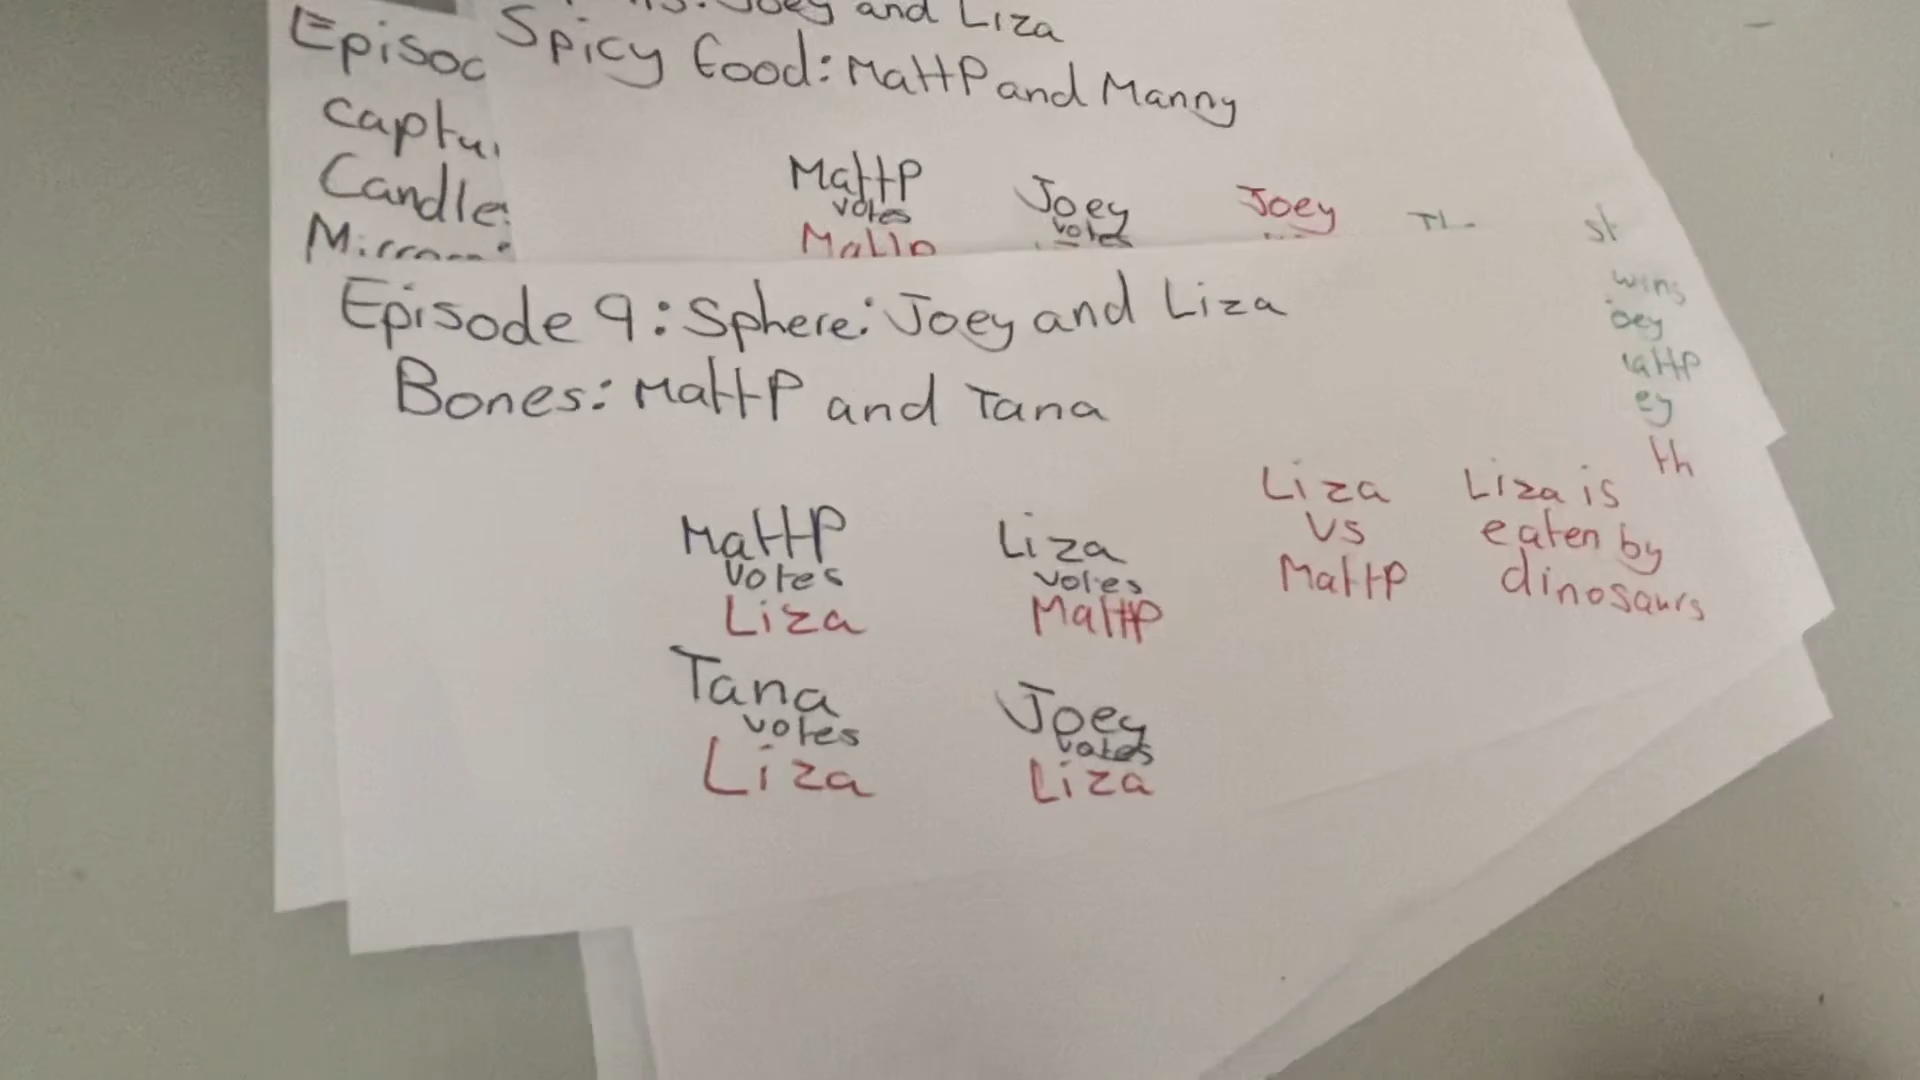 and Liza
Episod
Spicy food: MattP and Manny
Captu
Candle
MattP
votes
Joey
votes
Joey
Episode 9: Sphere: Joey and Liza
Bones: MattP and Tana
wins
th
MattP
votes
Liza
Liza
votes
MattP
Liza
vs
MattP
Liza is
eaten by
dinosaurs
Tana
votes
Liza
Joey
votes
Liza